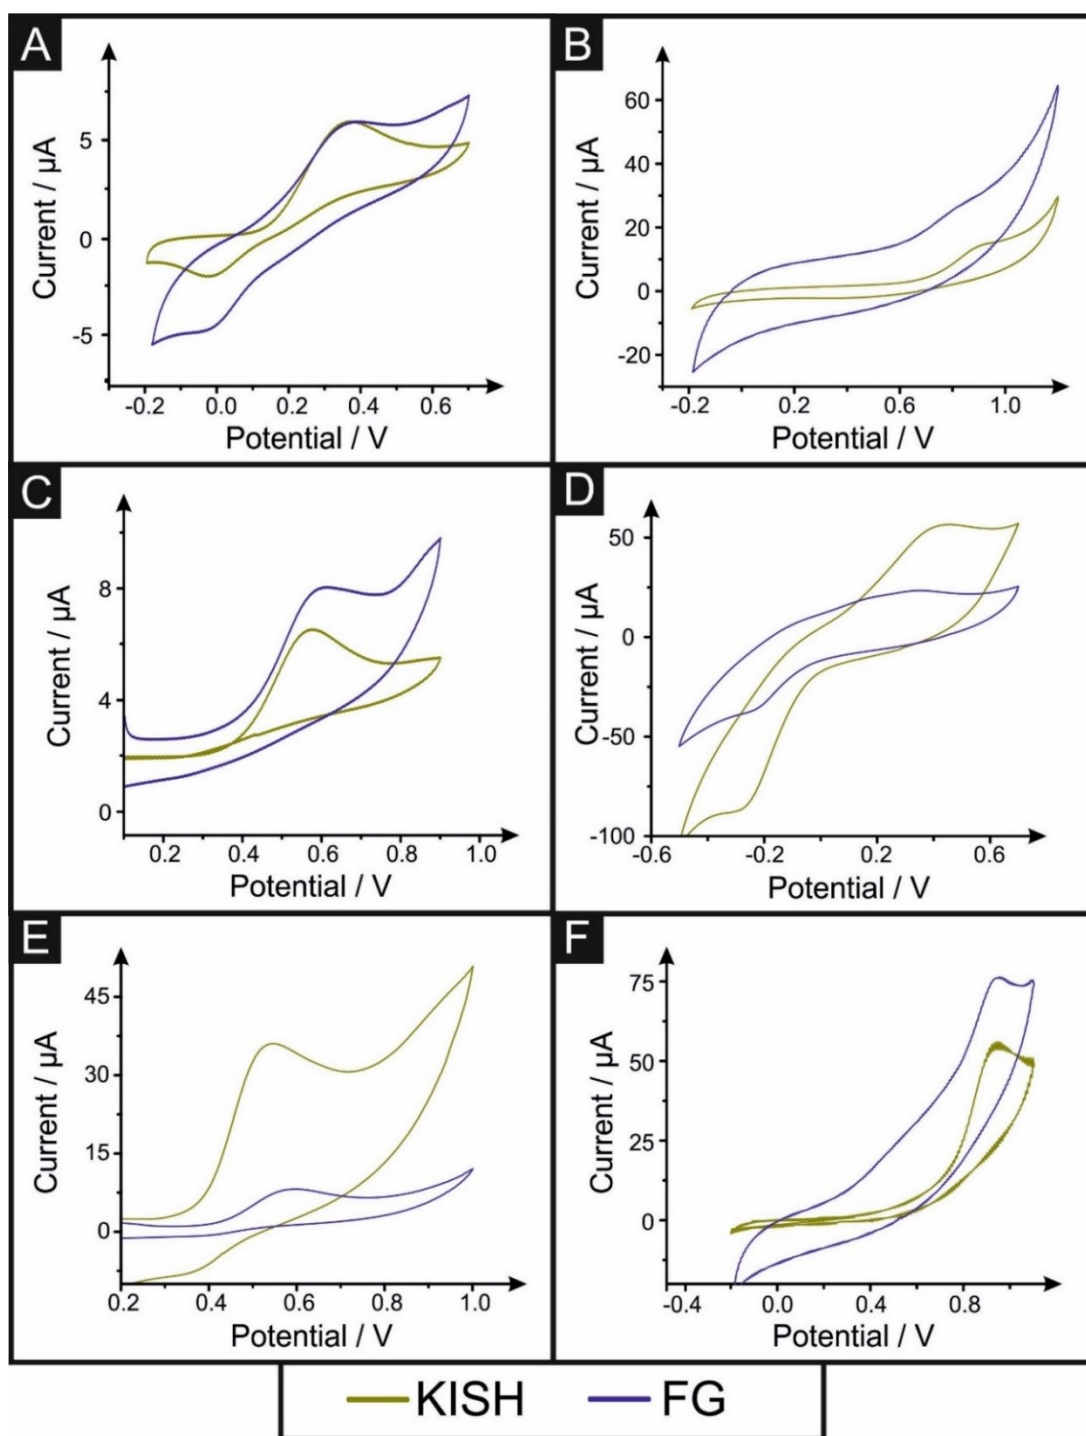 A
Current / µA
5
0
-5
-0.2 0.0 0.2 0.4 0.6
Potential / V
B
Current / µA
60
40
20
0
-20
-0.2 0.2 0.6 1.0
Potential / V
C
Current / µA
8
4
0
0.2 0.4 0.6 0.8 1.0
Potential / V
D
Current / µA
50
0
-50
-100
-0.6 -0.2 0.2 0.6
Potential / V
E
Current / µA
45
30
15
0
0.2 0.4 0.6 0.8 1.0
Potential / V
F
Current / µA
75
50
25
0
-0.4 0.0 0.4 0.8
Potential / V
KISH FG